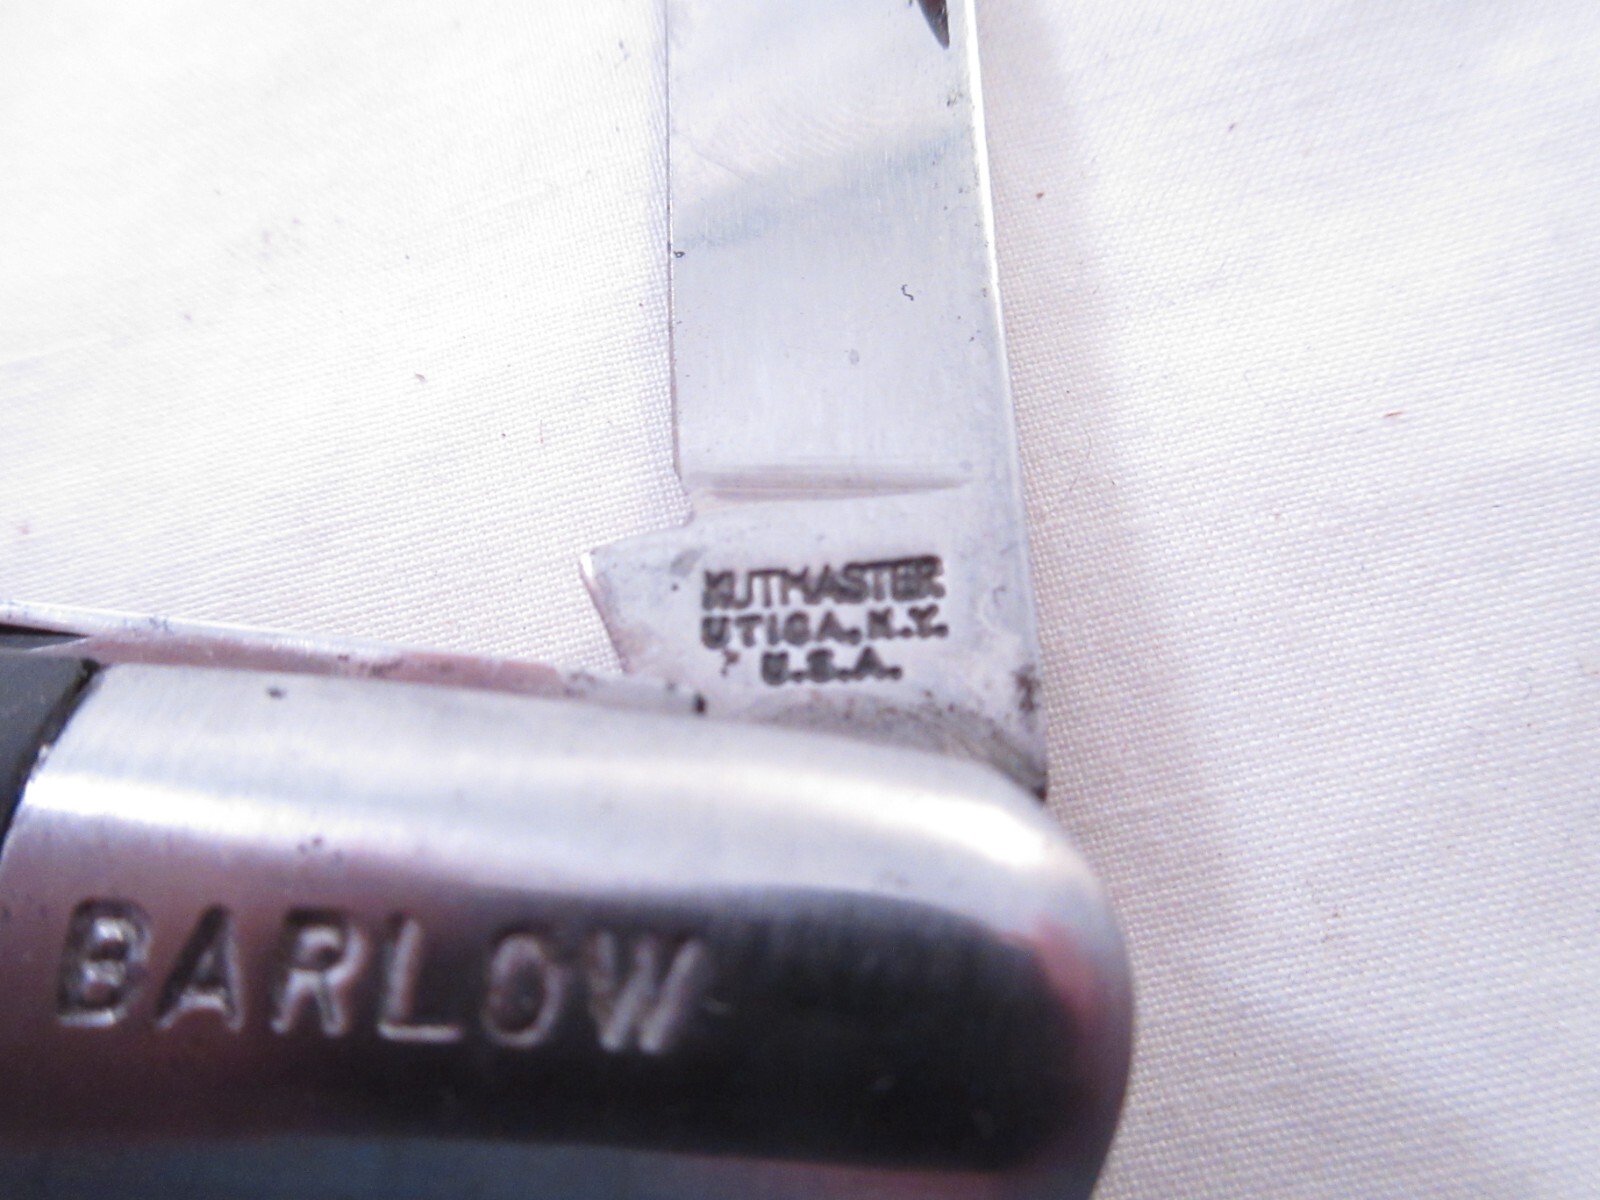 KUTMASTER
UTICA, N.Y.
U.S.A.
BARLOW